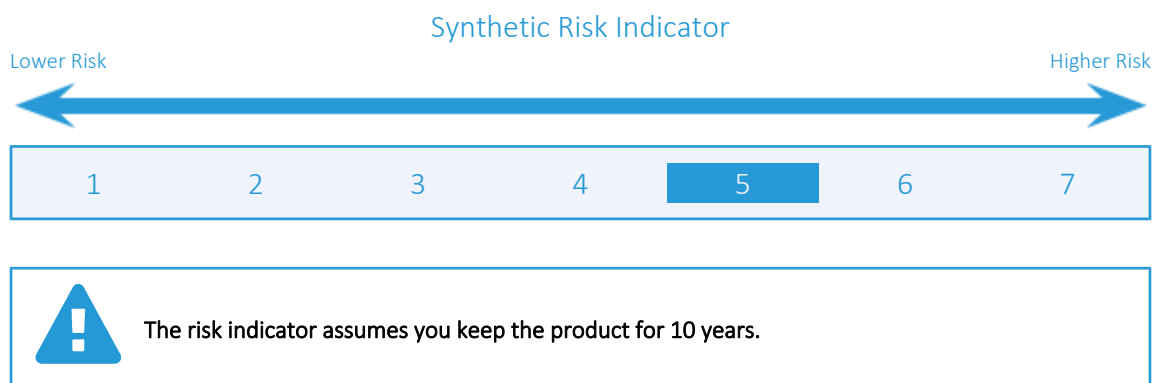 Synthetic Risk Indicator
Lower Risk Higher Risk
1 2 3 4 5 6 7
The risk indicator assumes you keep the product for 10 years.